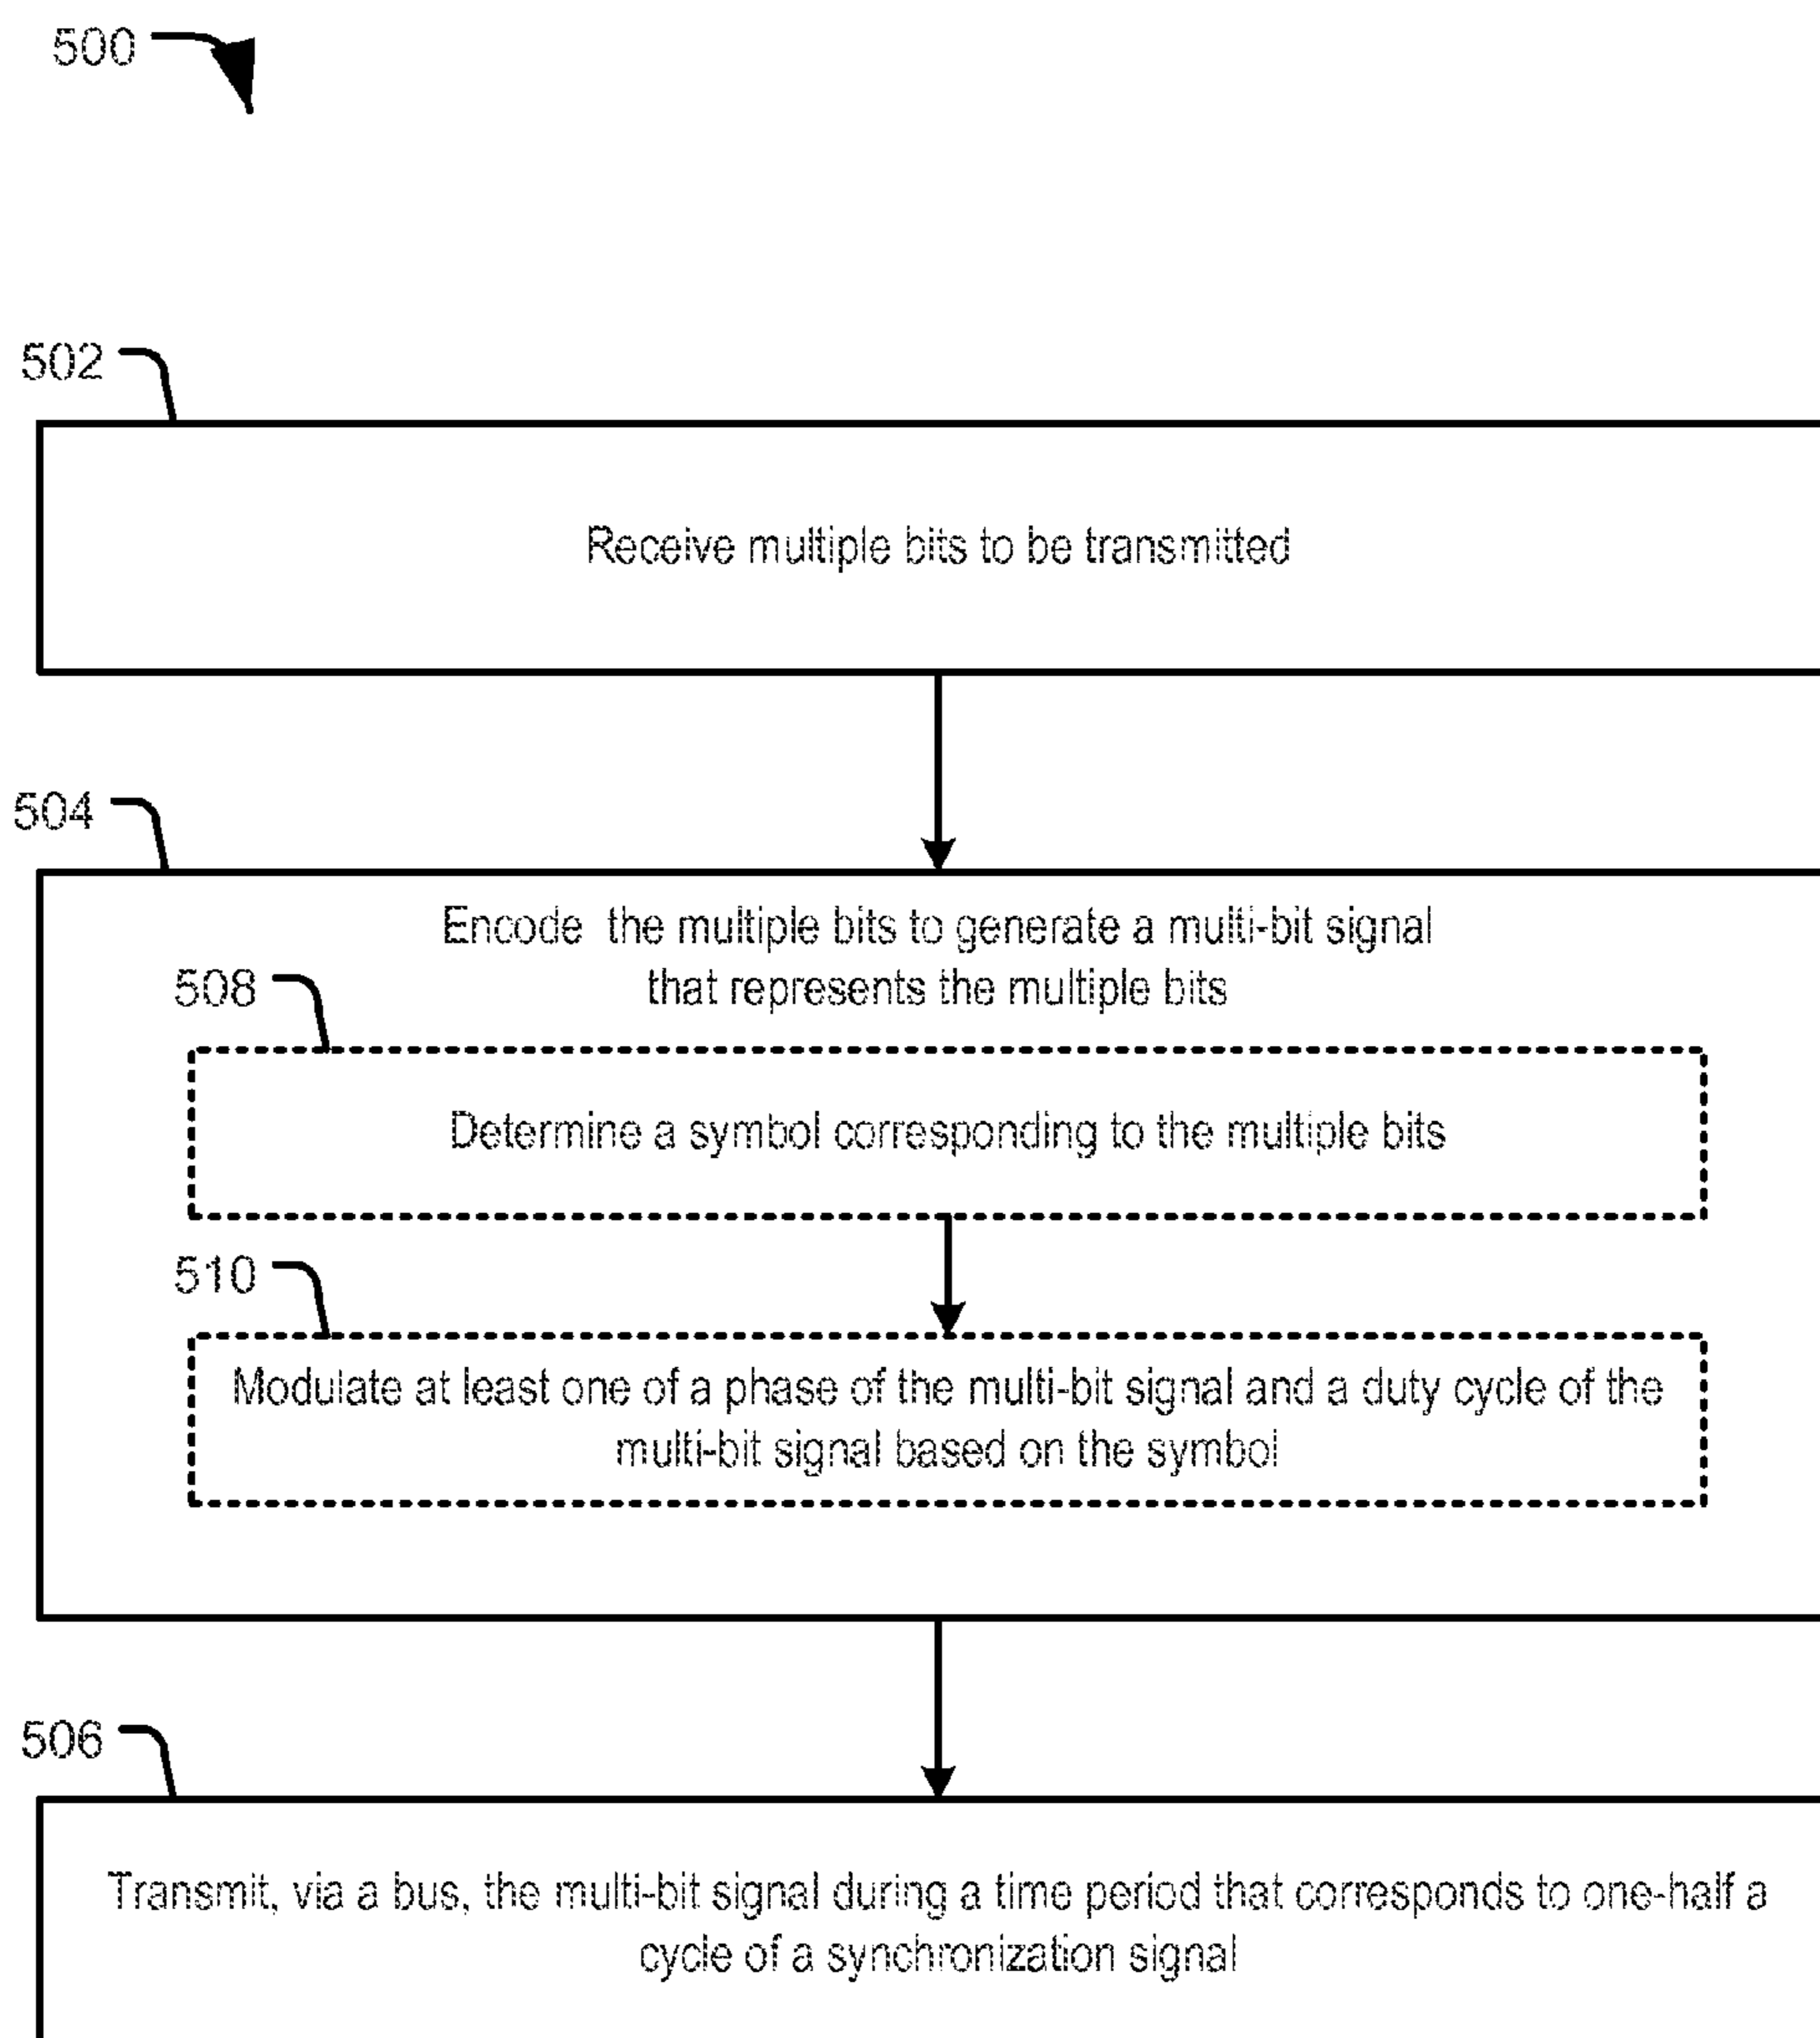 500
502
Receive multiple bits to be transmitted
504
Encode the multiple bits to generate a multi-bit signal
that represents the multiple bits
508
Determine a symbol corresponding to the multiple bits
510
Modulate at least one of a phase of the multi-bit signal and a duty cycle of the
multi-bit signal based on the symbol
506
Transmit, via a bus, the multi-bit signal during a time period that corresponds to one-half a
cycle of a synchronization signal